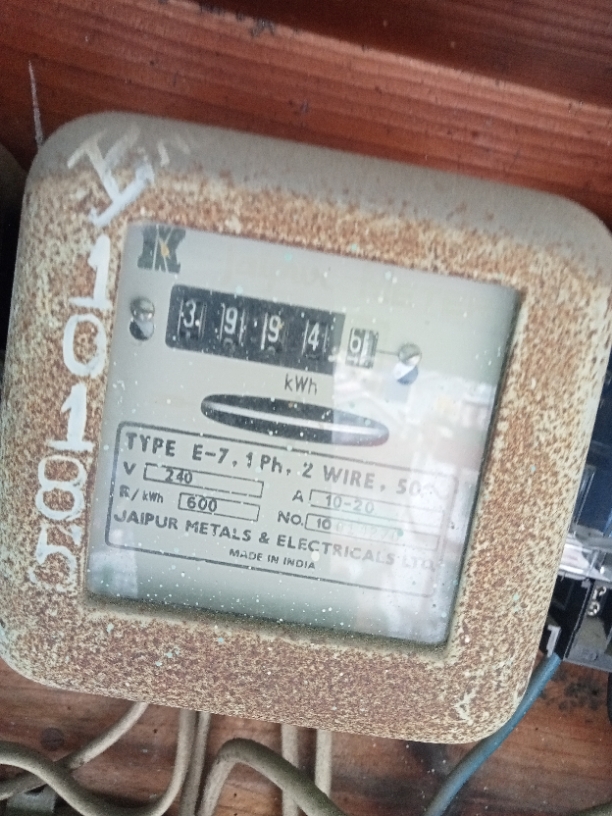 10185
3 9 9 4 6
kWh
TYPE E-7, 1 Ph, 2 WIRE, 50
V 240
A 10-20
R/kWh 600
No.
JAIPUR METALS & ELECTRICALS LTD
MADE IN INDIA